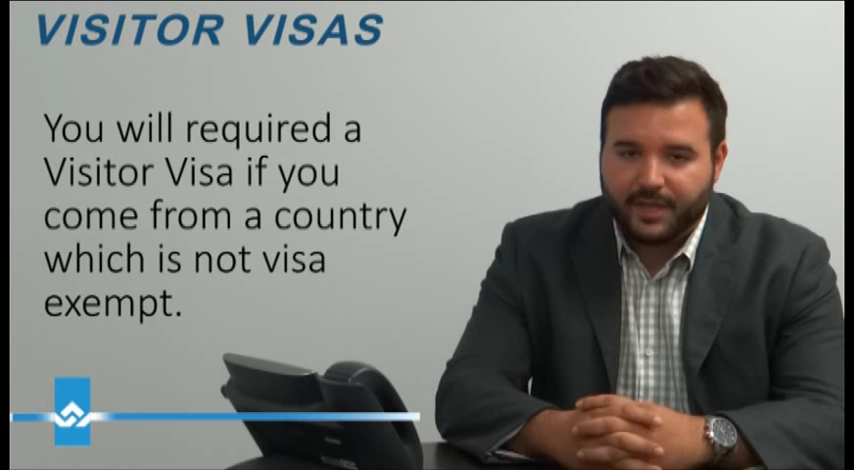 VISITOR VISAS
You will required a
Visitor Visa if you
come from a country
which is not visa
exempt.